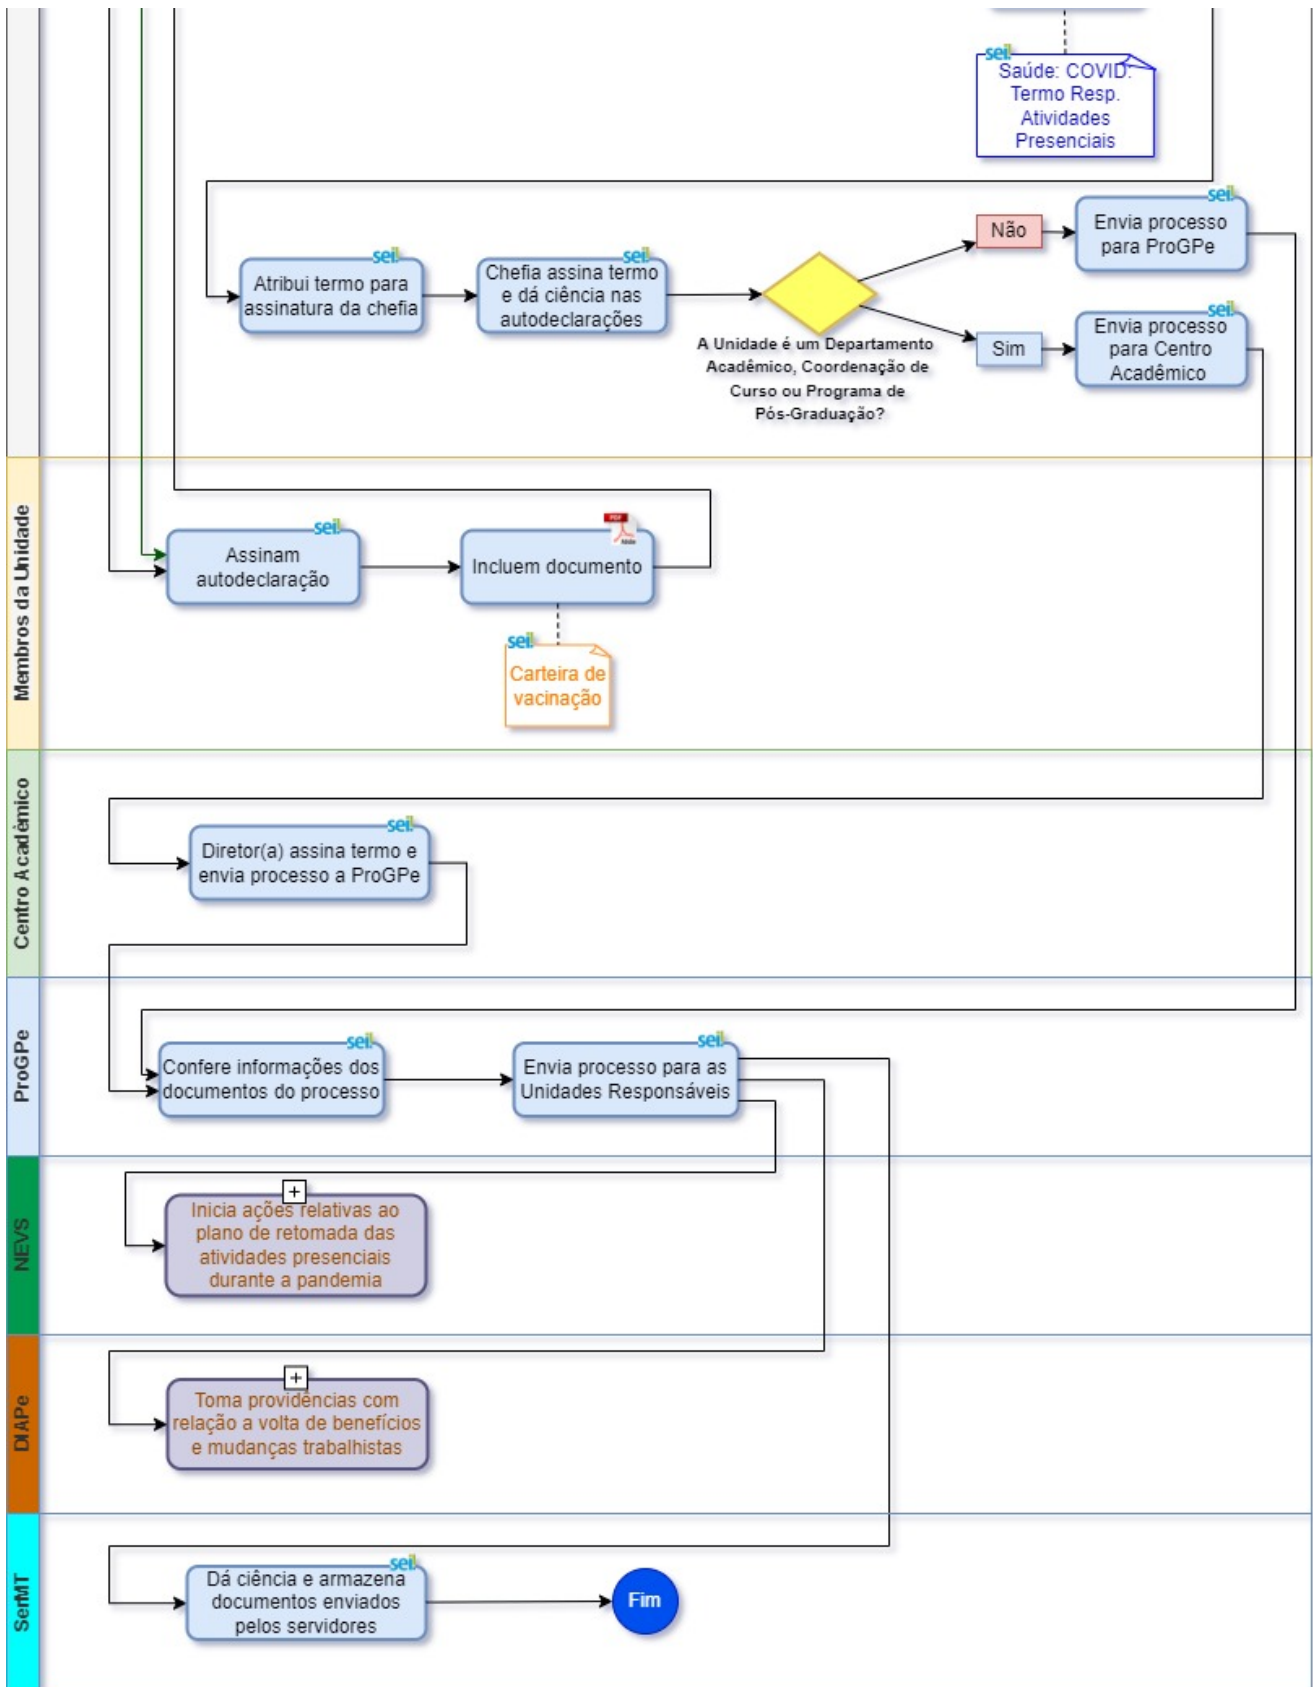 sei!
Saúde: COVID:
Termo Resp.
Atividades
Presenciais
sei!
Atribui termo para
assinatura da chefia
sei!
Chefia assina termo
e dá ciência nas
autodeclarações
A Unidade é um Departamento
Acadêmico, Coordenação de
Curso ou Programa de
Pós-Graduação?
Não
sei!
Envia processo
para ProGPe
Sim
sei!
Envia processo
para Centro
Acadêmico
Membros da Unidade
sei!
Assinam
autodeclaração
PDF
Adobe
Incluem documento
sei!
Carteira de
vacinação
Centro Acadêmico
sei!
Diretor(a) assina termo e
envia processo a ProGPe
ProGPe
sei!
Confere informações dos
documentos do processo
sei!
Envia processo para as
Unidades Responsáveis
NEVS
+
Inicia ações relativas ao
plano de retomada das
atividades presenciais
durante a pandemia
DIAPe
+
Toma providências com
relação a volta de benefícios
e mudanças trabalhistas
SerMT
sei!
Dá ciência e armazena
documentos enviados
pelos servidores
Fim